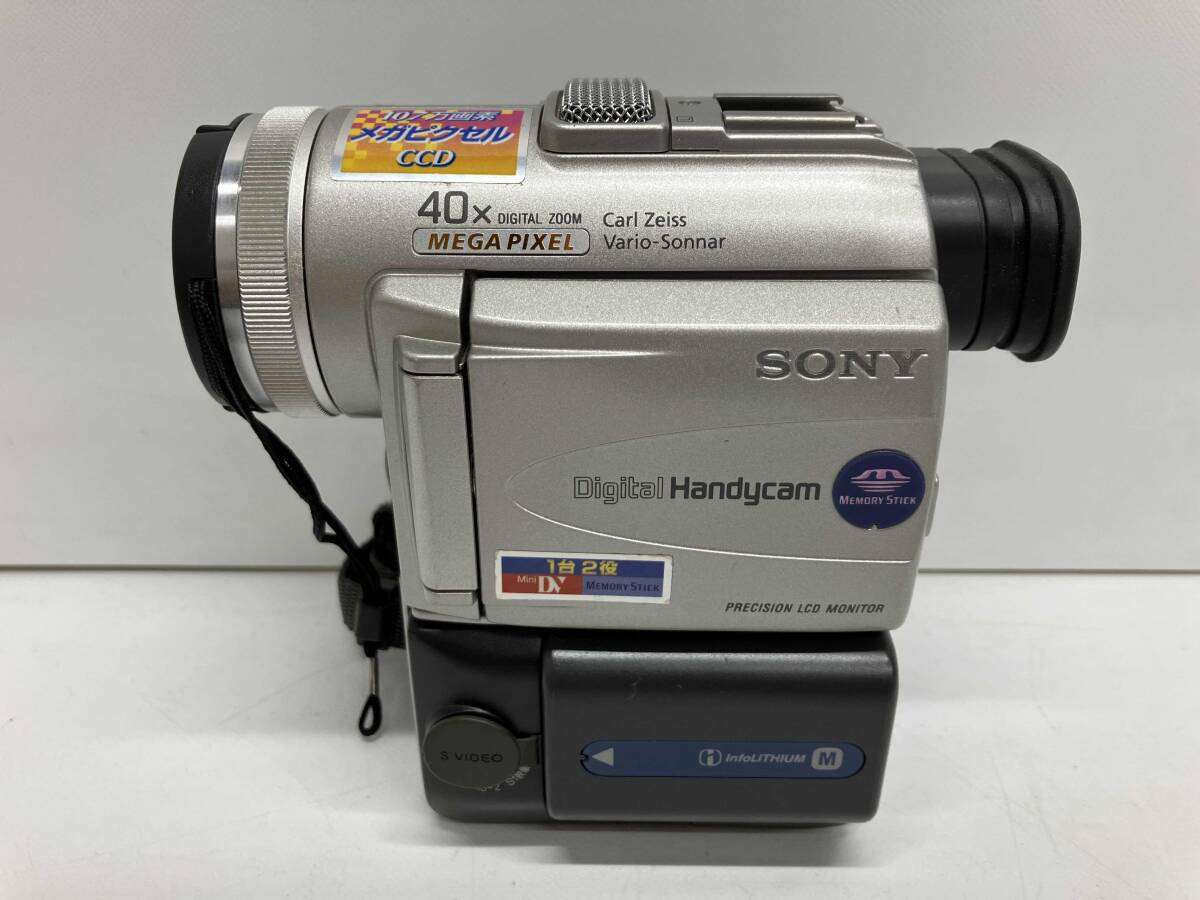 107万画素
メガピクセル
CCD
40x DIGITAL ZOOM
MEGA PIXEL
Carl Zeiss
Vario-Sonnar
SONY
Digital Handycam
MEMORY STICK
1台2役
Mini DV MEMORY STICK
PRECISION LCD MONITOR
S VIDEO
InfoLITHIUM M